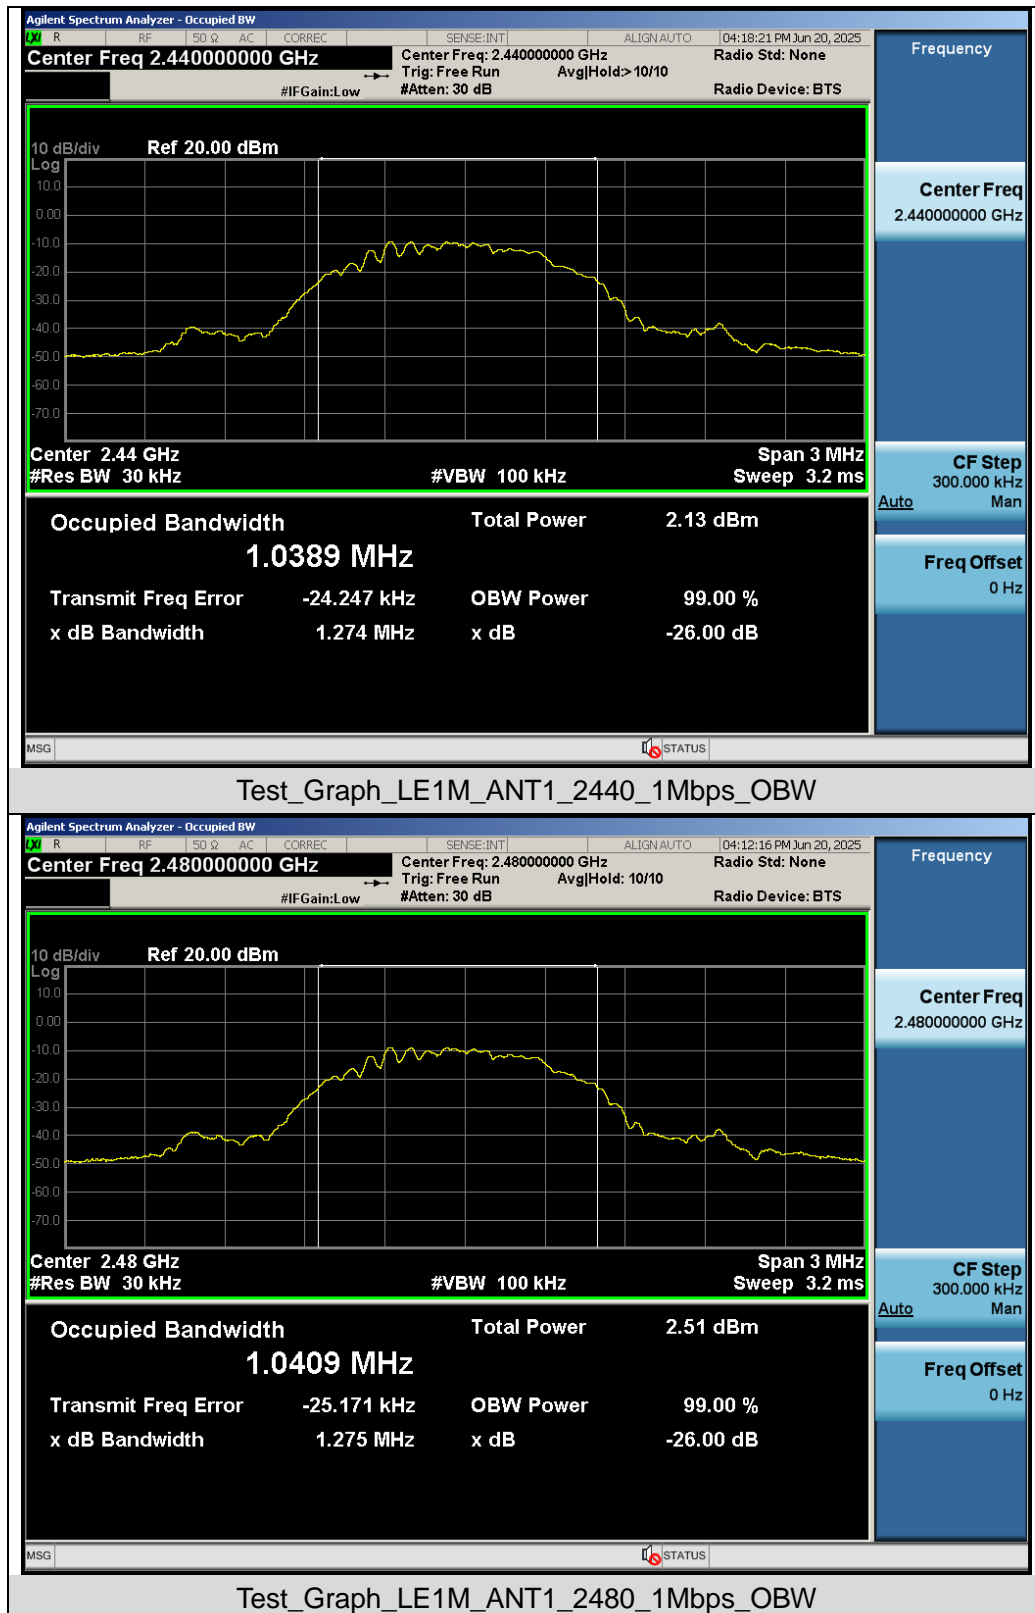 Agilent Spectrum Analyzer - Occupied BW
LXI R RF 50 Ω AC CORREC SENSE:INT ALIGN AUTO 04:18:21 PM Jun 20, 2025
Center Freq 2.440000000 GHz
Center Freq: 2.440000000 GHz
Radio Std: None
Trig: Free Run Avg|Hold:>10/10
#IFGain:Low #Atten: 30 dB Radio Device: BTS
Frequency
10 dB/div Ref 20.00 dBm
Log
10.0
0.00
-10.0
-20.0
-30.0
-40.0
-50.0
-60.0
-70.0
Center 2.44 GHz Span 3 MHz
#Res BW 30 kHz #VBW 100 kHz Sweep 3.2 ms
Center Freq
2.440000000 GHz
CF Step
300.000 kHz
Auto Man
Freq Offset
0 Hz
Occupied Bandwidth Total Power 2.13 dBm
1.0389 MHz
Transmit Freq Error -24.247 kHz OBW Power 99.00 %
x dB Bandwidth 1.274 MHz x dB -26.00 dB
MSG STATUS
Test_Graph_LE1M_ANT1_2440_1Mbps_OBW
Agilent Spectrum Analyzer - Occupied BW
LXI R RF 50 Ω AC CORREC SENSE:INT ALIGN AUTO 04:12:16 PM Jun 20, 2025
Center Freq 2.480000000 GHz
Center Freq: 2.480000000 GHz
Radio Std: None
Trig: Free Run Avg|Hold: 10/10
#IFGain:Low #Atten: 30 dB Radio Device: BTS
Frequency
10 dB/div Ref 20.00 dBm
Log
10.0
0.00
-10.0
-20.0
-30.0
-40.0
-50.0
-60.0
-70.0
Center 2.48 GHz Span 3 MHz
#Res BW 30 kHz #VBW 100 kHz Sweep 3.2 ms
Center Freq
2.480000000 GHz
CF Step
300.000 kHz
Auto Man
Freq Offset
0 Hz
Occupied Bandwidth Total Power 2.51 dBm
1.0409 MHz
Transmit Freq Error -25.171 kHz OBW Power 99.00 %
x dB Bandwidth 1.275 MHz x dB -26.00 dB
MSG STATUS
Test_Graph_LE1M_ANT1_2480_1Mbps_OBW